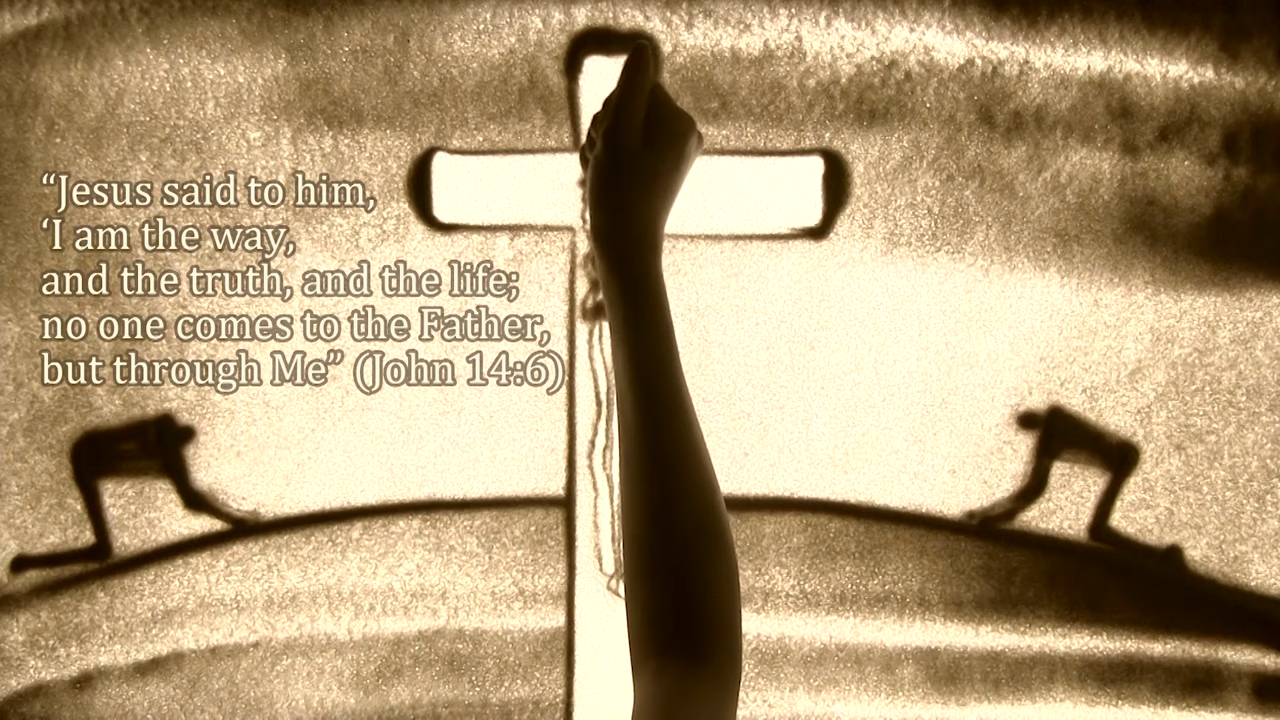 “Jesus said to him,
‘I am the way,
and the truth, and the life;
no one comes to the Father,
but through Me” (John 14:6)